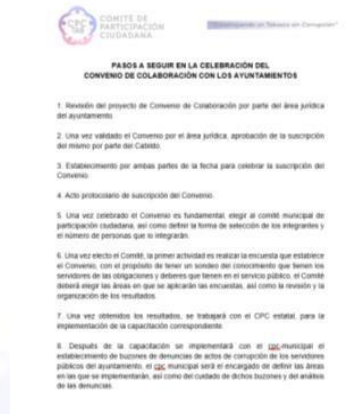 CPC
COMITÉ DE
PARTICIPACIÓN
CIUDADANA
"Construyendo un Tabasco sin Corrupción"
PASOS A SEGUIR EN LA CELEBRACIÓN DEL
CONVENIO DE COLABORACIÓN CON LOS AYUNTAMIENTOS
1. Revisión del proyecto de Convenio de Colaboración por parte del área jurídica
del ayuntamiento.
2. Una vez validado el Convenio por el área jurídica, aprobación de la suscripción
del mismo por parte del Cabildo.
3. Establecimiento por ambas partes de la fecha para celebrar la suscripción del
Convenio.
4. Acto protocolario de suscripción del Convenio.
5. Una vez celebrado el Convenio es fundamental, elegir al comité municipal de
participación ciudadana, así como definir la forma de selección de los integrantes y
el número de personas que lo integrarán.
6. Una vez electo el Comité, la primer actividad es realizar la encuesta que establece
el Convenio, con el propósito de tener un sondeo del conocimiento que tienen los
servidores de las obligaciones y deberes que tienen en el servicio público, el Comité
deberá elegir las áreas en que se aplicarán las encuestas, así como la revisión y la
organización de los resultados.
7. Una vez obtenidos los resultados, se trabajará con el CPC estatal, para la
implementación de la capacitación correspondiente.
8. Después de la capacitación se implementará con el cpc-municipal el
establecimiento de buzones de denuncias de actos de corrupción de los servidores
públicos del ayuntamiento, el cpc municipal será el encargado de definir las áreas
en las que se implementarán, así como del cuidado de dichos buzones y del análisis
de las denuncias.